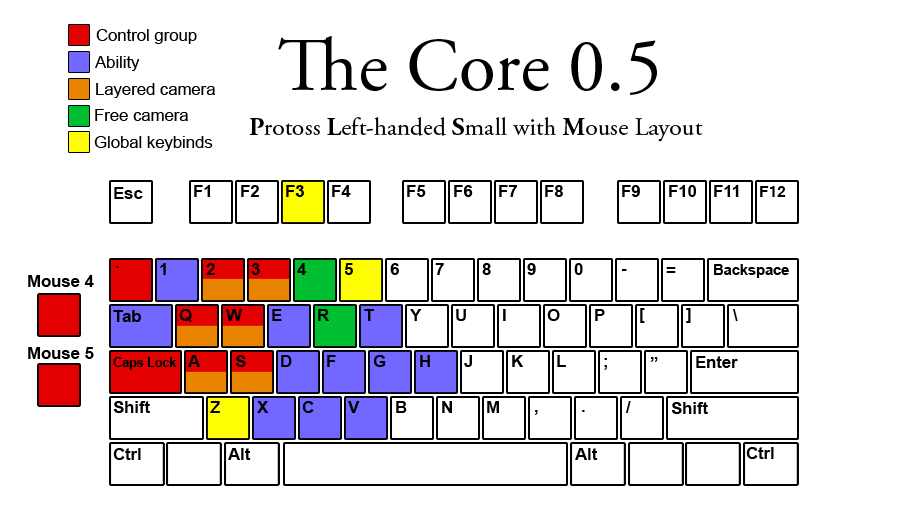 Control group
Ability
Layered camera
Free camera
Global keybinds
The Core 0.5
Protoss Left-handed Small with Mouse Layout
Esc F1 F2 F3 F4 F5 F6 F7 F8 F9 F10 F11 F12
Mouse 4
Mouse 5
` 1 2 3 4 5 6 7 8 9 0 - = Backspace
Tab Q W E R T Y U I O P [ ] \
Caps Lock A S D F G H J K L ; ” Enter
Shift Z X C V B N M , . / Shift
Ctrl Alt Alt Ctrl